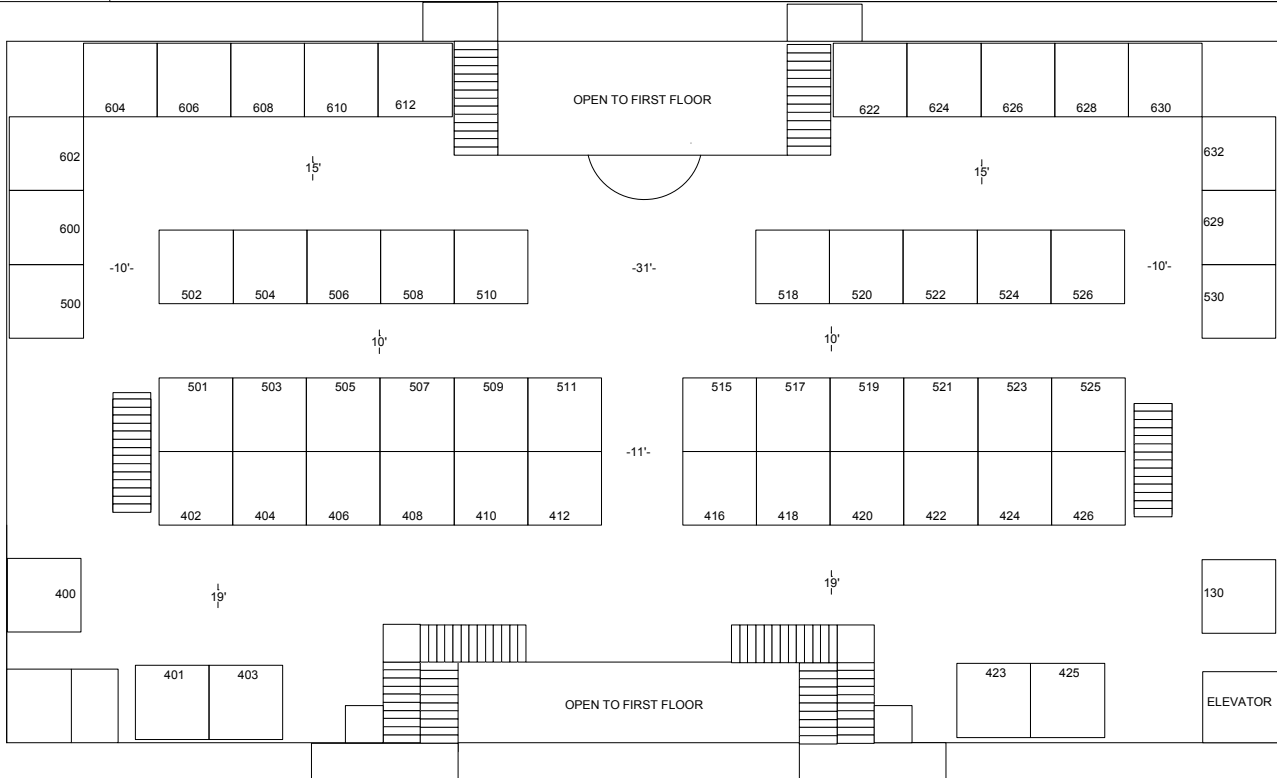 OPEN TO FIRST FLOOR
604 606 608 610 612
622 624 626 628 630
602
632
15'
15'
600
629
-10'-
-31'-
-10'-
500
502 504 506 508 510
518 520 522 524 526
530
10'
10'
501 503 505 507 509 511
515 517 519 521 523 525
-11'-
402 404 406 408 410 412
416 418 420 422 424 426
19'
400
19'
130
401 403
423 425
OPEN TO FIRST FLOOR
ELEVATOR